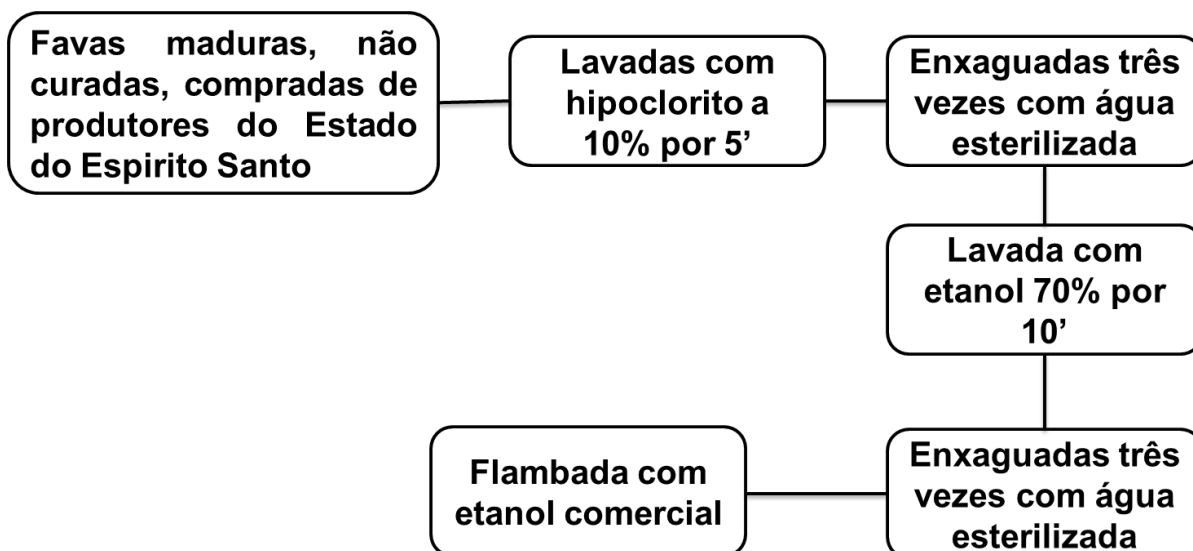 Favas maduras, não
curadas, compradas de
produtores do Estado
do Espirito Santo
Lavadas com
hipoclorito a
10% por 5’
Enxaguadas três
vezes com água
esterilizada
Lavada com
etanol 70% por
10’
Enxaguadas três
vezes com água
esterilizada
Flambada com
etanol comercial